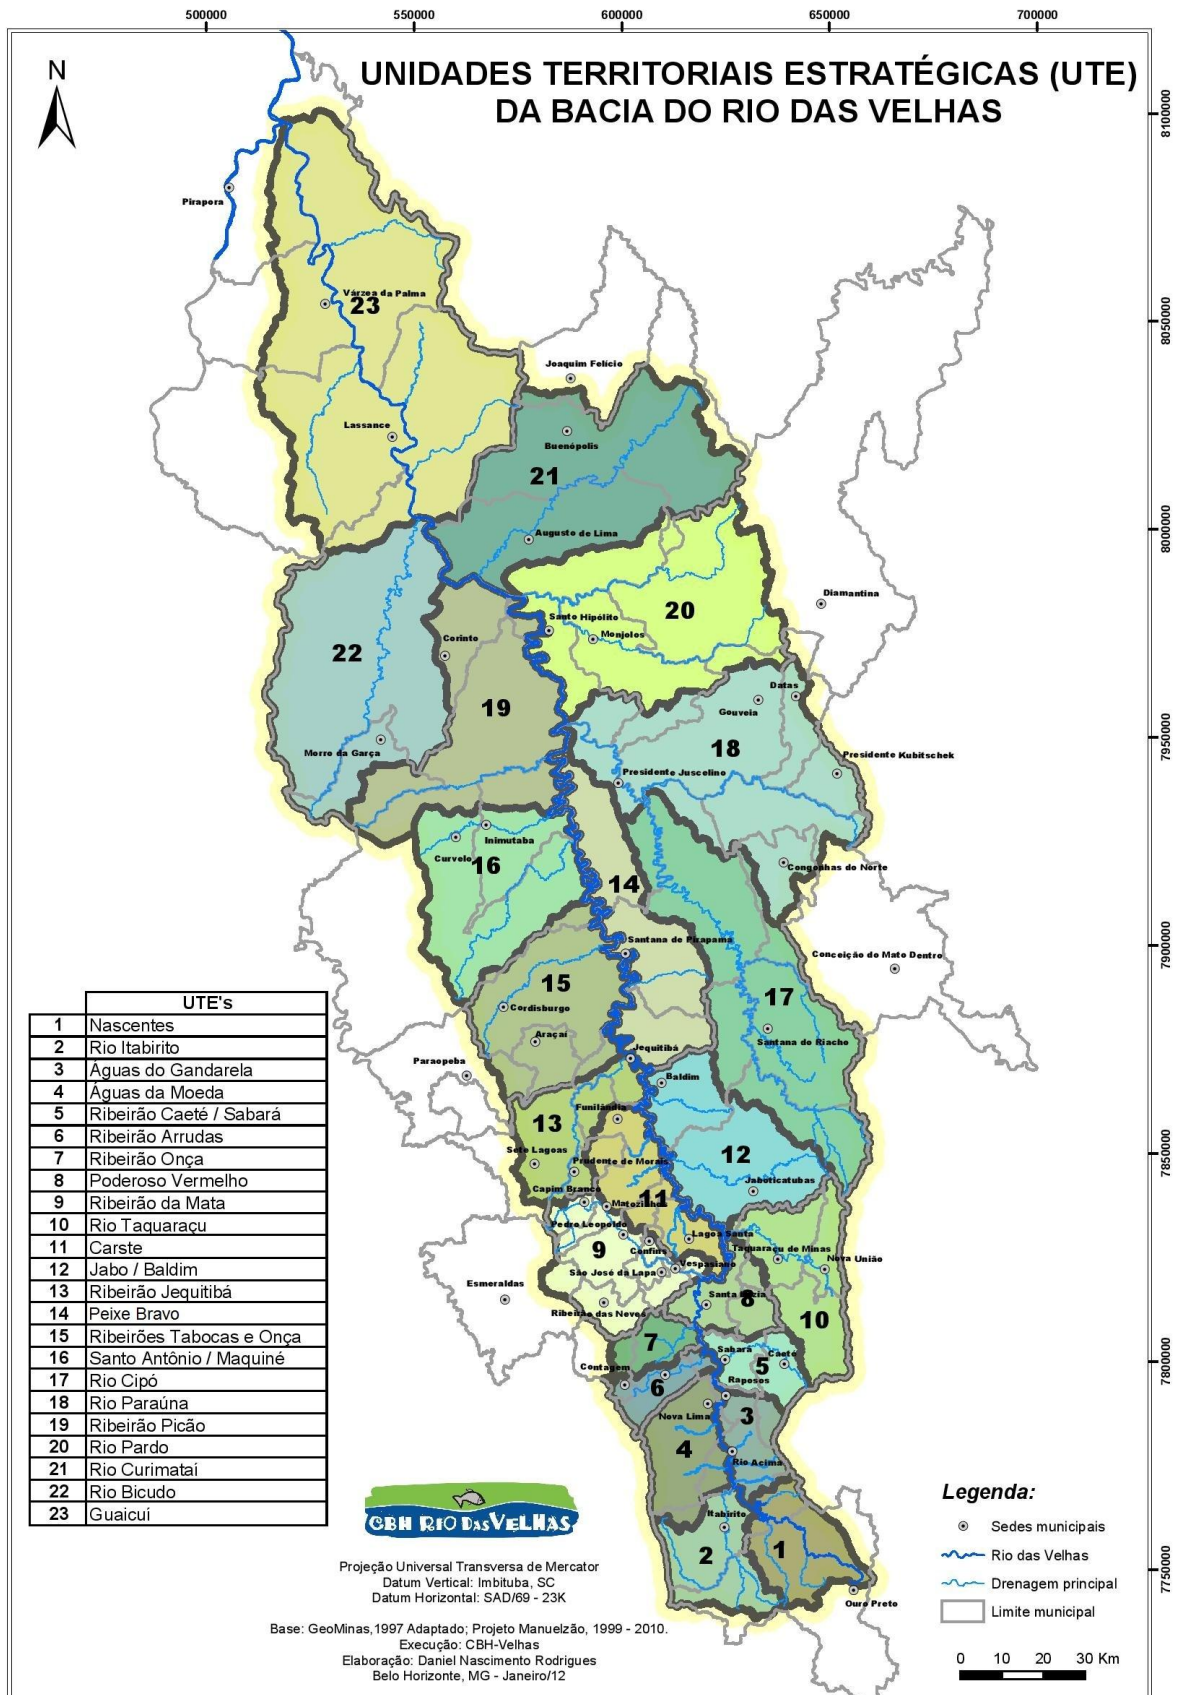 500000
550000
600000
650000
700000
N
UNIDADES TERRITORIAIS ESTRATÉGICAS (UTE)
DA BACIA DO RIO DAS VELHAS
8100000
8050000
8000000
7950000
7900000
7850000
7800000
7750000
Pirapora
Várzea da Palma
23
Joaquim Felício
Lassance
Buenópolis
21
Augusto de Lima
Diamantina
20
Santo Hipólito
Monjolos
Corinto
22
Datas
Gouveia
19
18
Morro da Garça
Presidente Kubitschek
Presidente Juscelino
Inimutaba
Curvelo
16
Congonhas do Norte
14
Santana de Pirapama
Conceição do Mato Dentro
15
17
Cordisburgo
Araçaí
Santana do Riacho
Jequitibá
Paraopeba
Baldim
Funilândia
13
12
Sete Lagoas
Prudente de Morais
Capim Branco
Jaboticatubas
11
Matozinhos
Pedro Leopoldo
Lagoa Santa
9
Confins
Taquaraçu de Minas
Nova União
Vespasiano
São José da Lapa
Esmeraldas
Santa Luzia
8
Ribeirão das Neves
10
7
Sabará
Caeté
Contagem
5
6
Raposos
Nova Lima
3
4
Rio Acima
Itabirito
2
1
Ouro Preto
UTE's
1 Nascentes
2 Rio Itabirito
3 Águas do Gandarela
4 Águas da Moeda
5 Ribeirão Caeté / Sabará
6 Ribeirão Arrudas
7 Ribeirão Onça
8 Poderoso Vermelho
9 Ribeirão da Mata
10 Rio Taquaraçu
11 Carste
12 Jabo / Baldim
13 Ribeirão Jequitibá
14 Peixe Bravo
15 Ribeirões Tabocas e Onça
16 Santo Antônio / Maquiné
17 Rio Cipó
18 Rio Paraúna
19 Ribeirão Picão
20 Rio Pardo
21 Rio Curimataí
22 Rio Bicudo
23 Guaicuí
CBH RIO DAS VELHAS
Projeção Universal Transversa de Mercator
Datum Vertical: Imbituba, SC
Datum Horizontal: SAD/69 - 23K
Base: GeoMinas,1997 Adaptado; Projeto Manuelzão, 1999 - 2010.
Execução: CBH-Velhas
Elaboração: Daniel Nascimento Rodrigues
Belo Horizonte, MG - Janeiro/12
Legenda:
Sedes municipais
Rio das Velhas
Drenagem principal
Limite municipal
0 10 20 30 Km